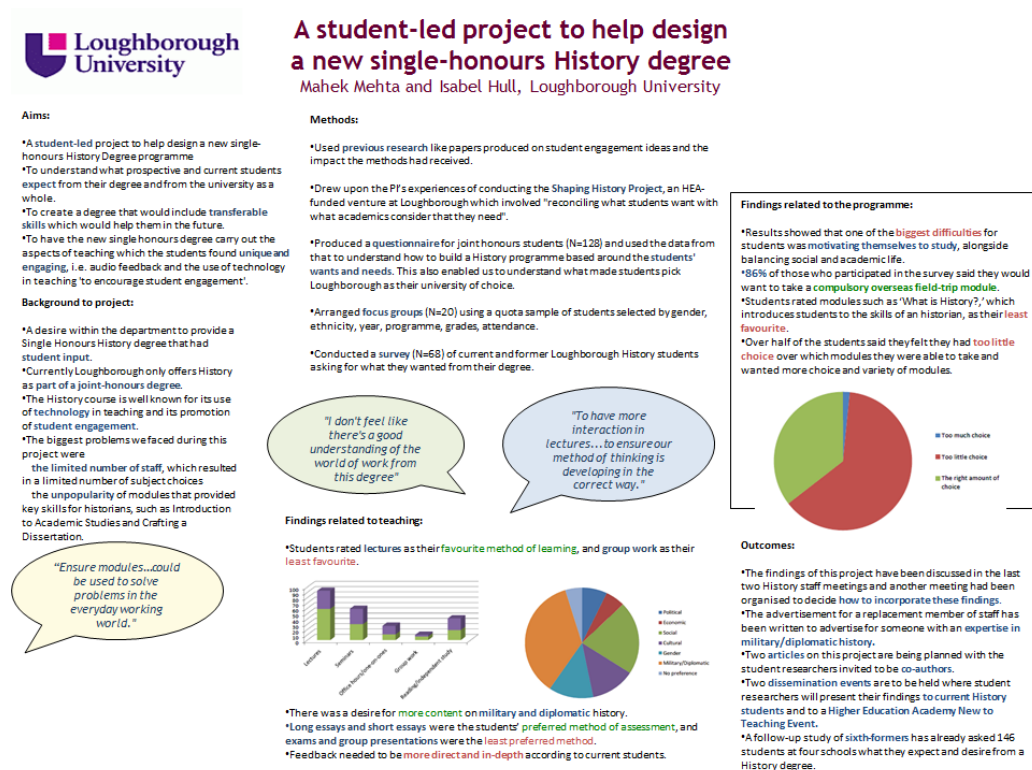 Loughborough
University
A student-led project to help design
a new single-honours History degree
Mahek Mehta and Isabel Hull, Loughborough University
Aims:
•A student-led project to help design a new single-
honours History Degree programme
•To understand what prospective and current students
expect from their degree and from the university as a
whole.
•To create a degree that would include transferable
skills which would help them in the future.
•To have the new single honours degree carry out the
aspects of teaching which the students found unique and
engaging, i.e. audio feedback and the use of technology
in teaching 'to encourage student engagement'.
Background to project:
•A desire within the department to provide a
Single Honours History degree that had
student input.
•Currently Loughborough only offers History
as part of a joint-honours degree.
•The History course is well known for its use
of technology in teaching and its promotion
of student engagement.
•The biggest problems we faced during this
project were
the limited number of staff, which resulted
in a limited number of subject choices
the unpopularity of modules that provided
key skills for historians, such as Introduction
to Academic Studies and Crafting a
Dissertation.
"Ensure modules...could
be used to solve
problems in the
everyday working
world."
Methods:
•Used previous research like papers produced on student engagement ideas and the
impact the methods had received.
•Drew upon the PI's experiences of conducting the Shaping History Project, an HEA-
funded venture at Loughborough which involved "reconciling what students want with
what academics consider that they need".
•Produced a questionnaire for joint honours students (N=128) and used the data from
that to understand how to build a History programme based around the students'
wants and needs. This also enabled us to understand what made students pick
Loughborough as their university of choice.
•Arranged focus groups (N=20) using a quota sample of students selected by gender,
ethnicity, year, programme, grades, attendance.
•Conducted a survey (N=68) of current and former Loughborough History students
asking for what they wanted from their degree.
"I don't feel like
there's a good
understanding of the
world of work from
this degree"
"To have more
interaction in
lectures...to ensure our
method of thinking is
developing in the
correct way."
Findings related to teaching:
•Students rated lectures as their favourite method of learning, and group work as their
least favourite.
100
90
80
70
60
50
40
30
20
10
0
Lectures
Seminars
Office hours/one-on-ones
Group work
Reading/independent study
Political
Economic
Social
Cultural
Gender
Military/Diplomatic
No preference
•There was a desire for more content on military and diplomatic history.
•Long essays and short essays were the students' preferred method of assessment, and
exams and group presentations were the least preferred method.
•Feedback needed to be more direct and in-depth according to current students.
Findings related to the programme:
•Results showed that one of the biggest difficulties for
students was motivating themselves to study, alongside
balancing social and academic life.
•86% of those who participated in the survey said they would
want to take a compulsory overseas field-trip module.
•Students rated modules such as 'What is History?,' which
introduces students to the skills of an historian, as their least
favourite.
•Over half of the students said they felt they had too little
choice over which modules they were able to take and
wanted more choice and variety of modules.
Too much choice
Too little choice
The right amount of
choice
Outcomes:
•The findings of this project have been discussed in the last
two History staff meetings and another meeting had been
organised to decide how to incorporate these findings.
•The advertisement for a replacement member of staff has
been written to advertise for someone with an expertise in
military/diplomatic history.
•Two articles on this project are being planned with the
student researchers invited to be co-authors.
•Two dissemination events are to be held where student
researchers will present their findings to current History
students and to a Higher Education Academy New to
Teaching Event.
•A follow-up study of sixth-formers has already asked 146
students at four schools what they expect and desire from a
History degree.